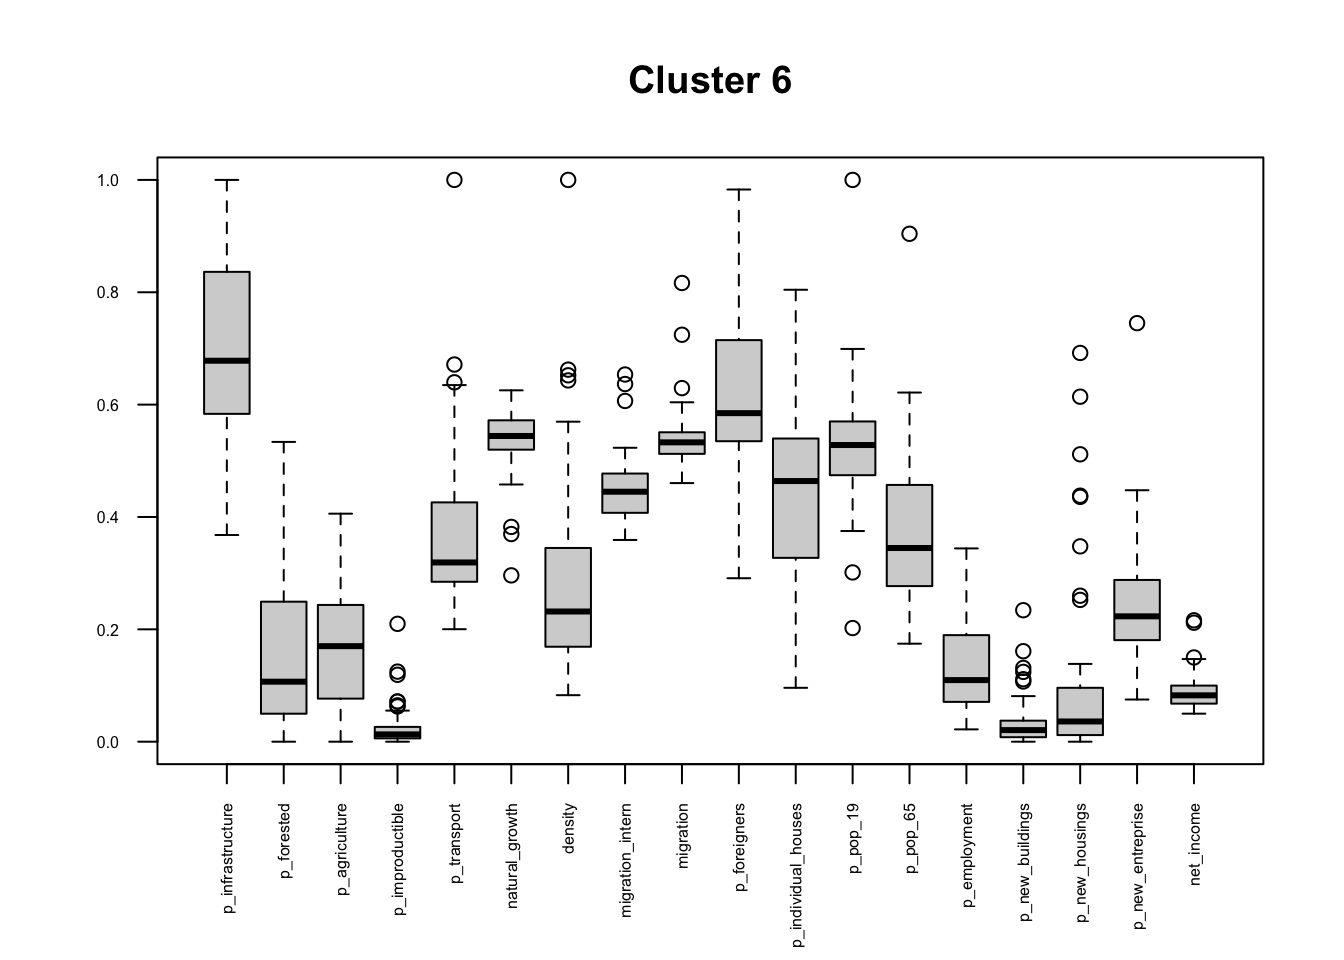 Cluster 6
1.0
0.8
0.6
0.4
0.2
0.0
p_infrastructure
p_forested
p_agriculture
p_improductible
p_transport
natural_growth
density
migration_intern
migration
p_foreigners
p_individual_houses
p_pop_19
p_pop_65
p_employment
p_new_buildings
p_new_housings
p_new_entreprise
net_income